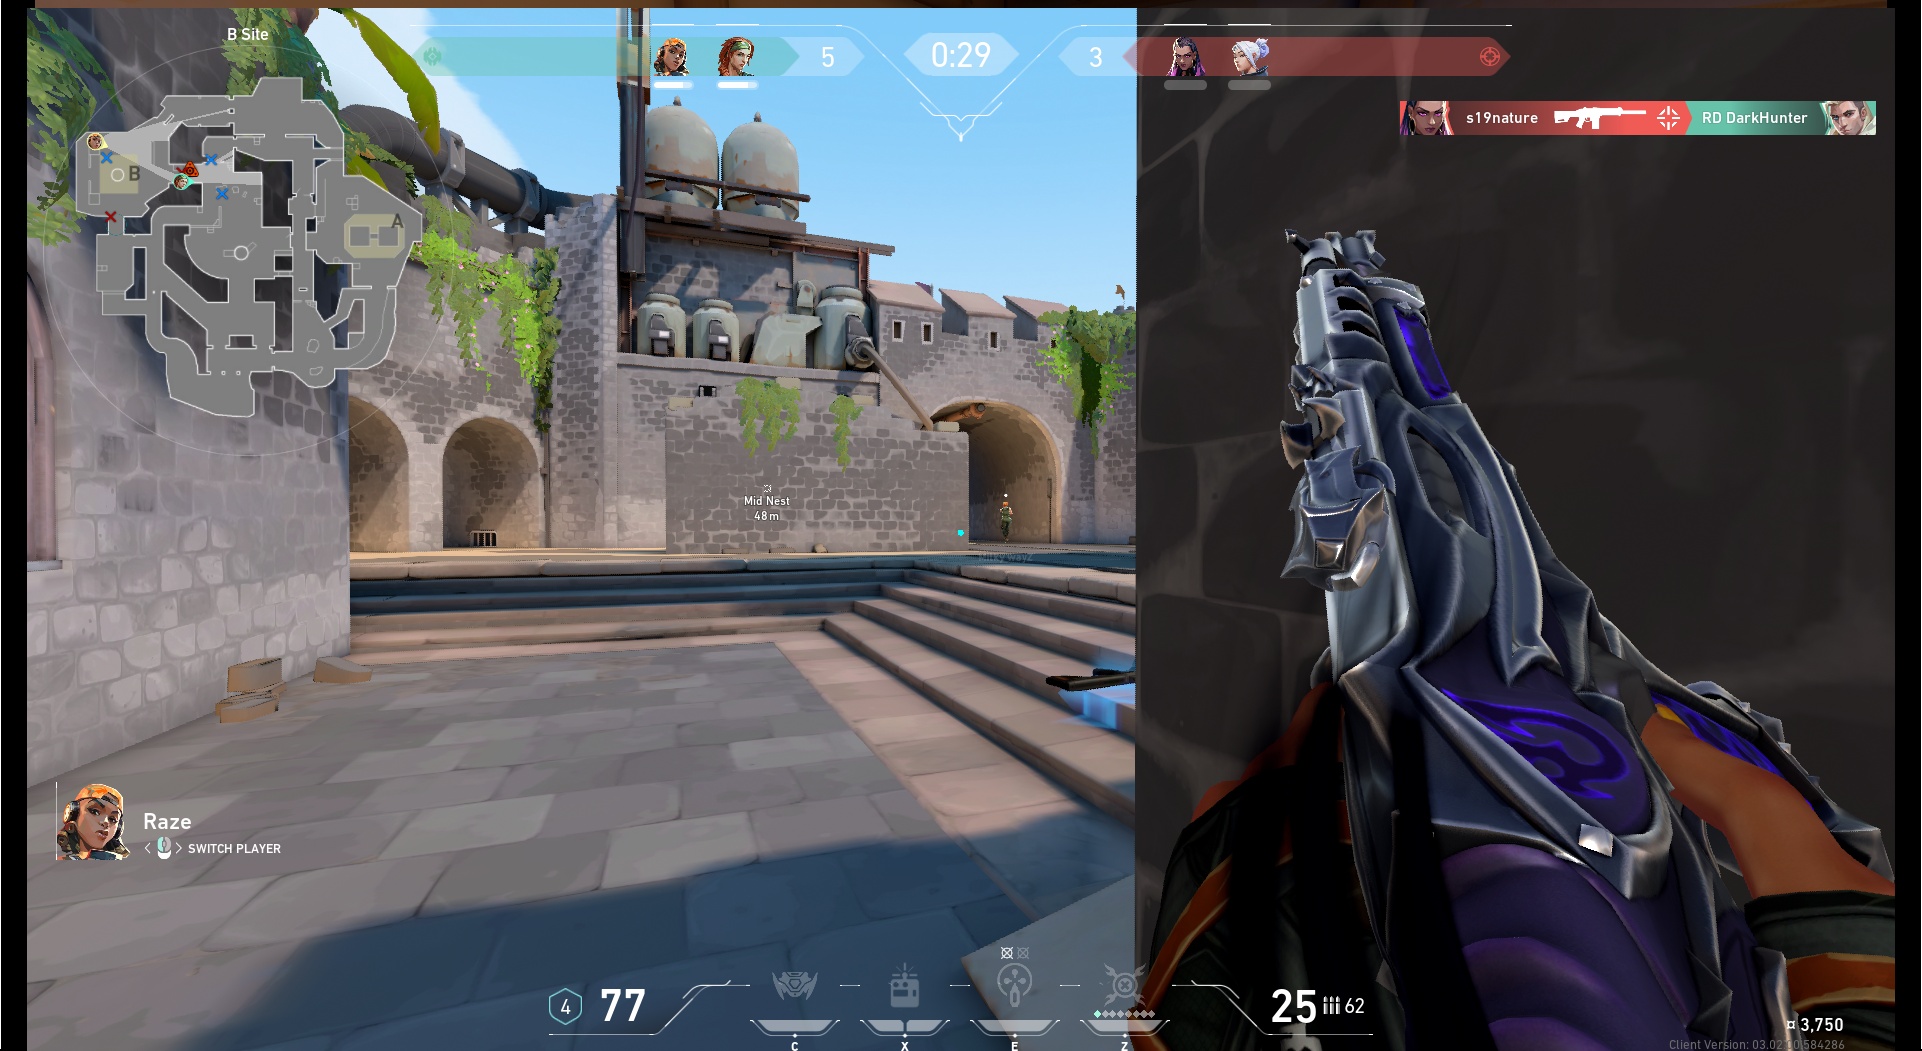 B Site
5
0:29
3
s19nature
RD DarkHunter
B
A
Mid Nest
48m
Raze
< > SWITCH PLAYER
4
77
C
X
E
Z
25
62
¤ 3,750